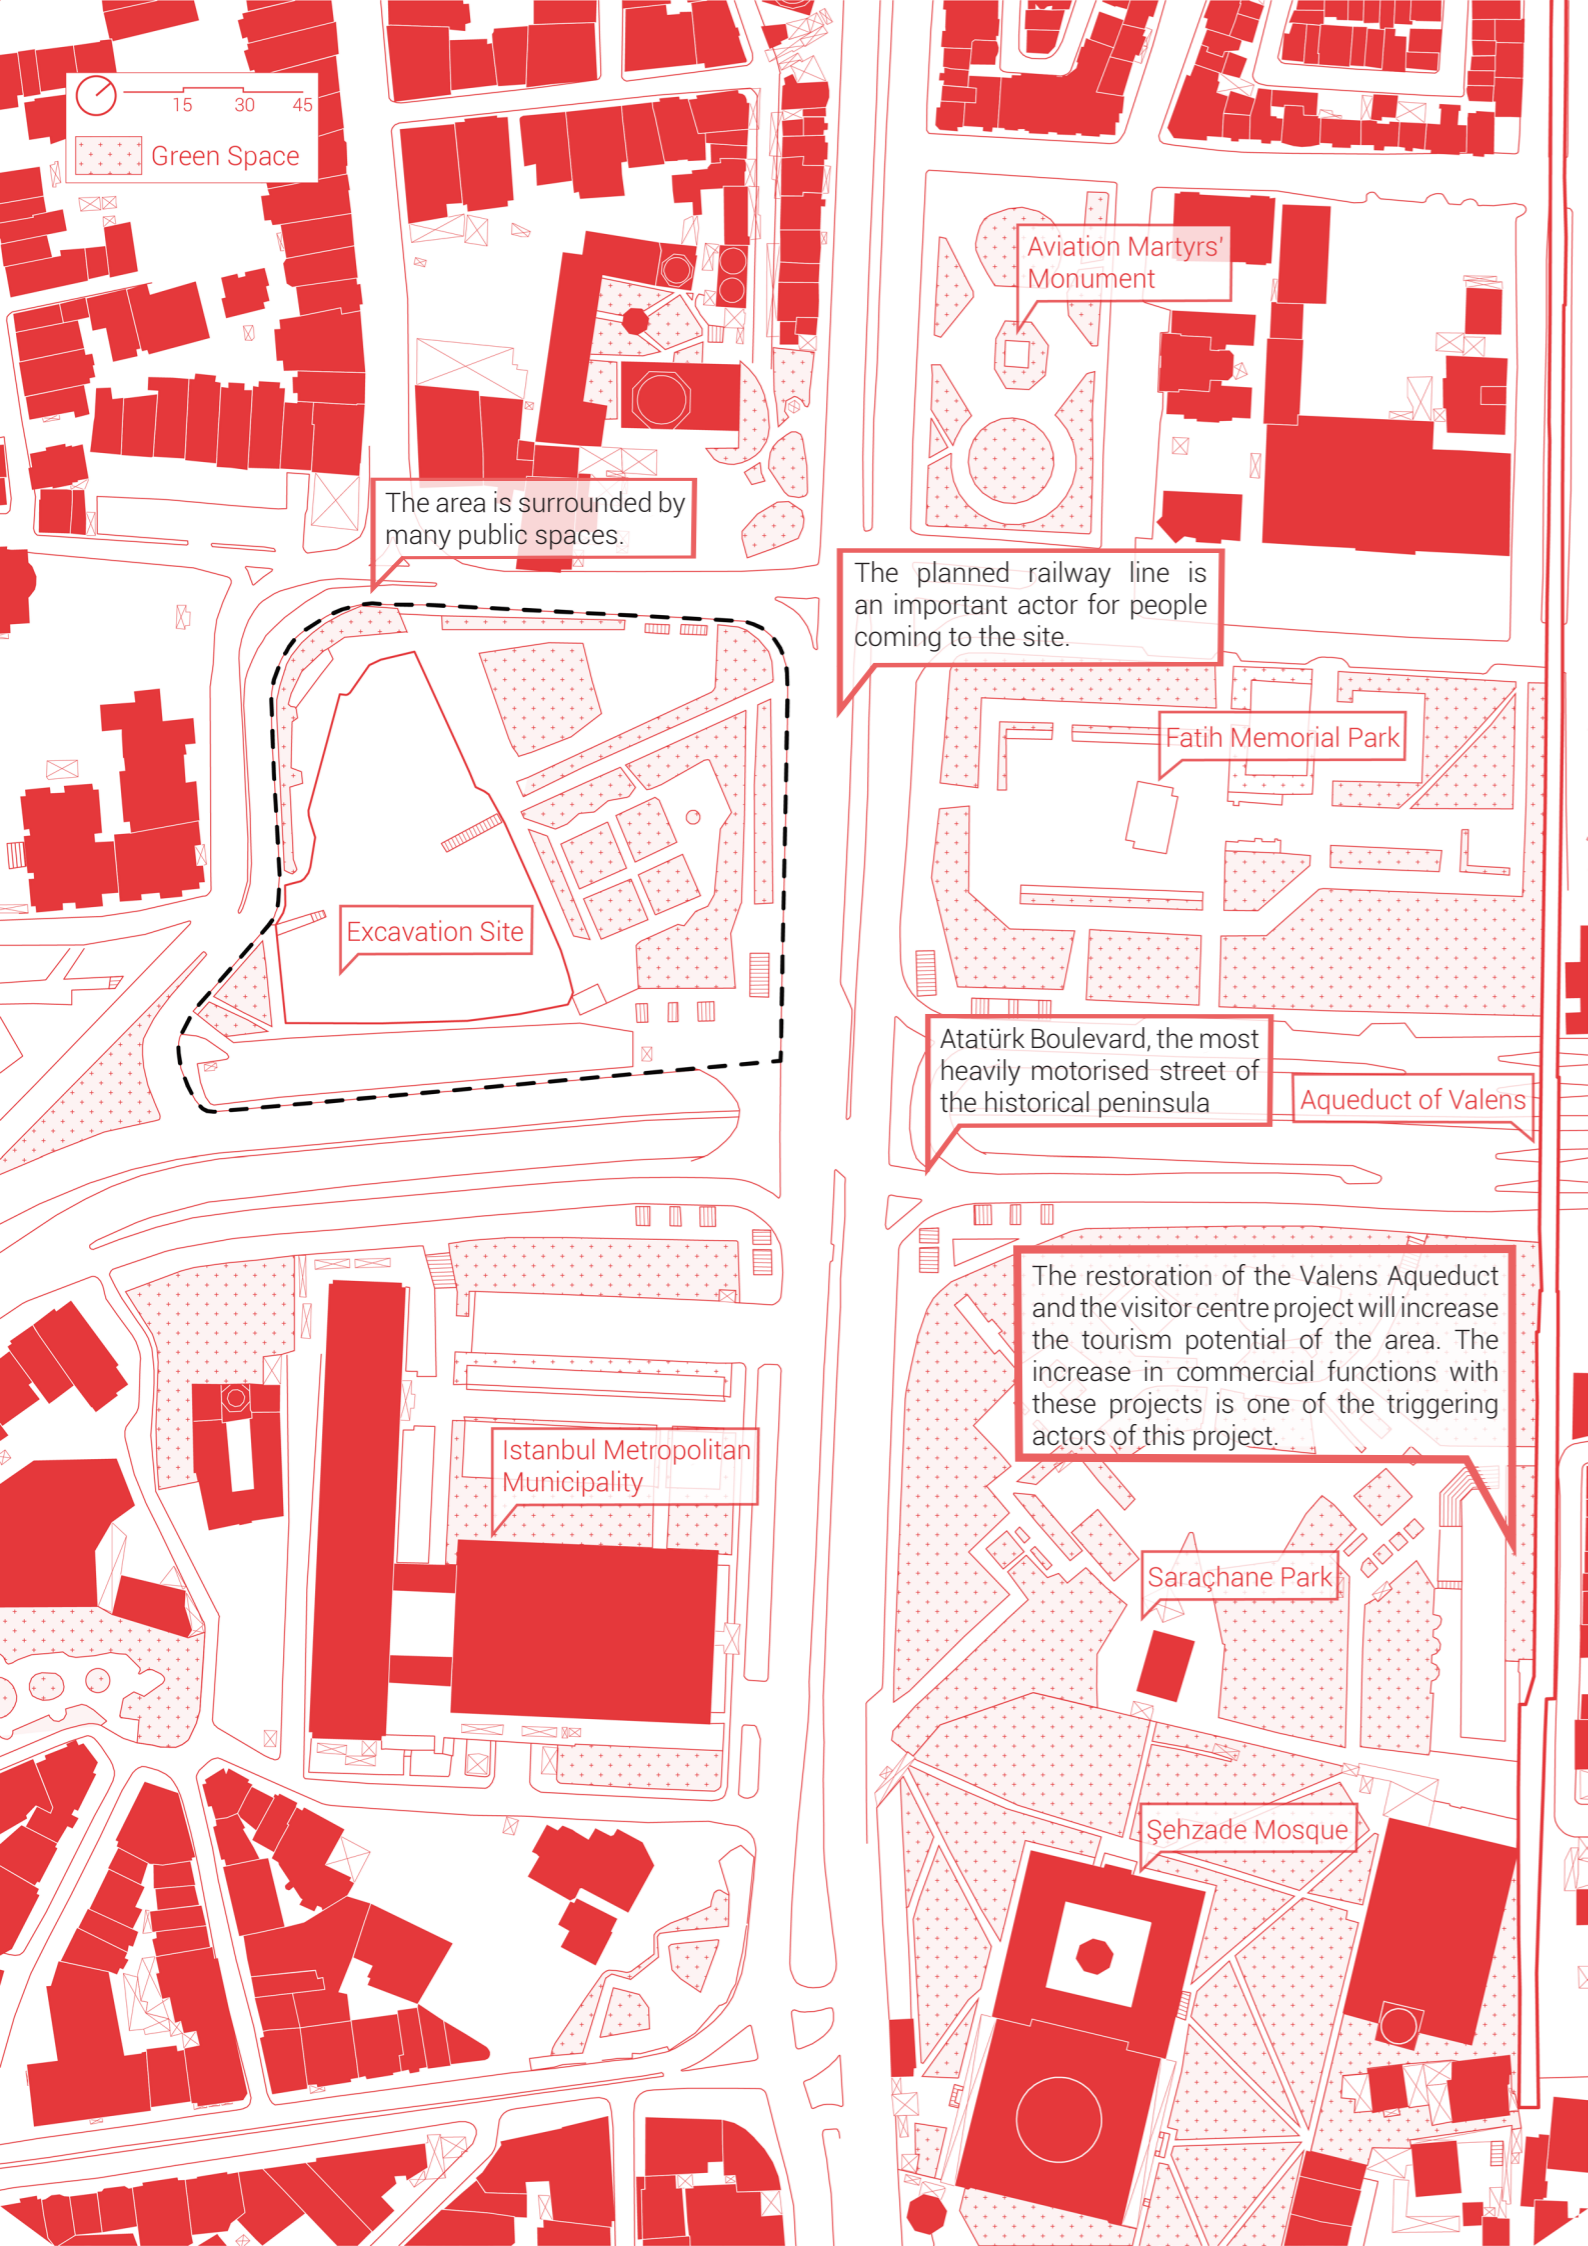 15 30 45
Green Space
Aviation Martyrs'
Monument
The area is surrounded by
many public spaces.
The planned railway line is
an important actor for people
coming to the site.
Fatih Memorial Park
Excavation Site
Atatürk Boulevard, the most
heavily motorised street of
the historical peninsula
Aqueduct of Valens
The restoration of the Valens Aqueduct
and the visitor centre project will increase
the tourism potential of the area. The
increase in commercial functions with
these projects is one of the triggering
actors of this project.
Istanbul Metropolitan
Municipality
Saraçhane Park
Şehzade Mosque